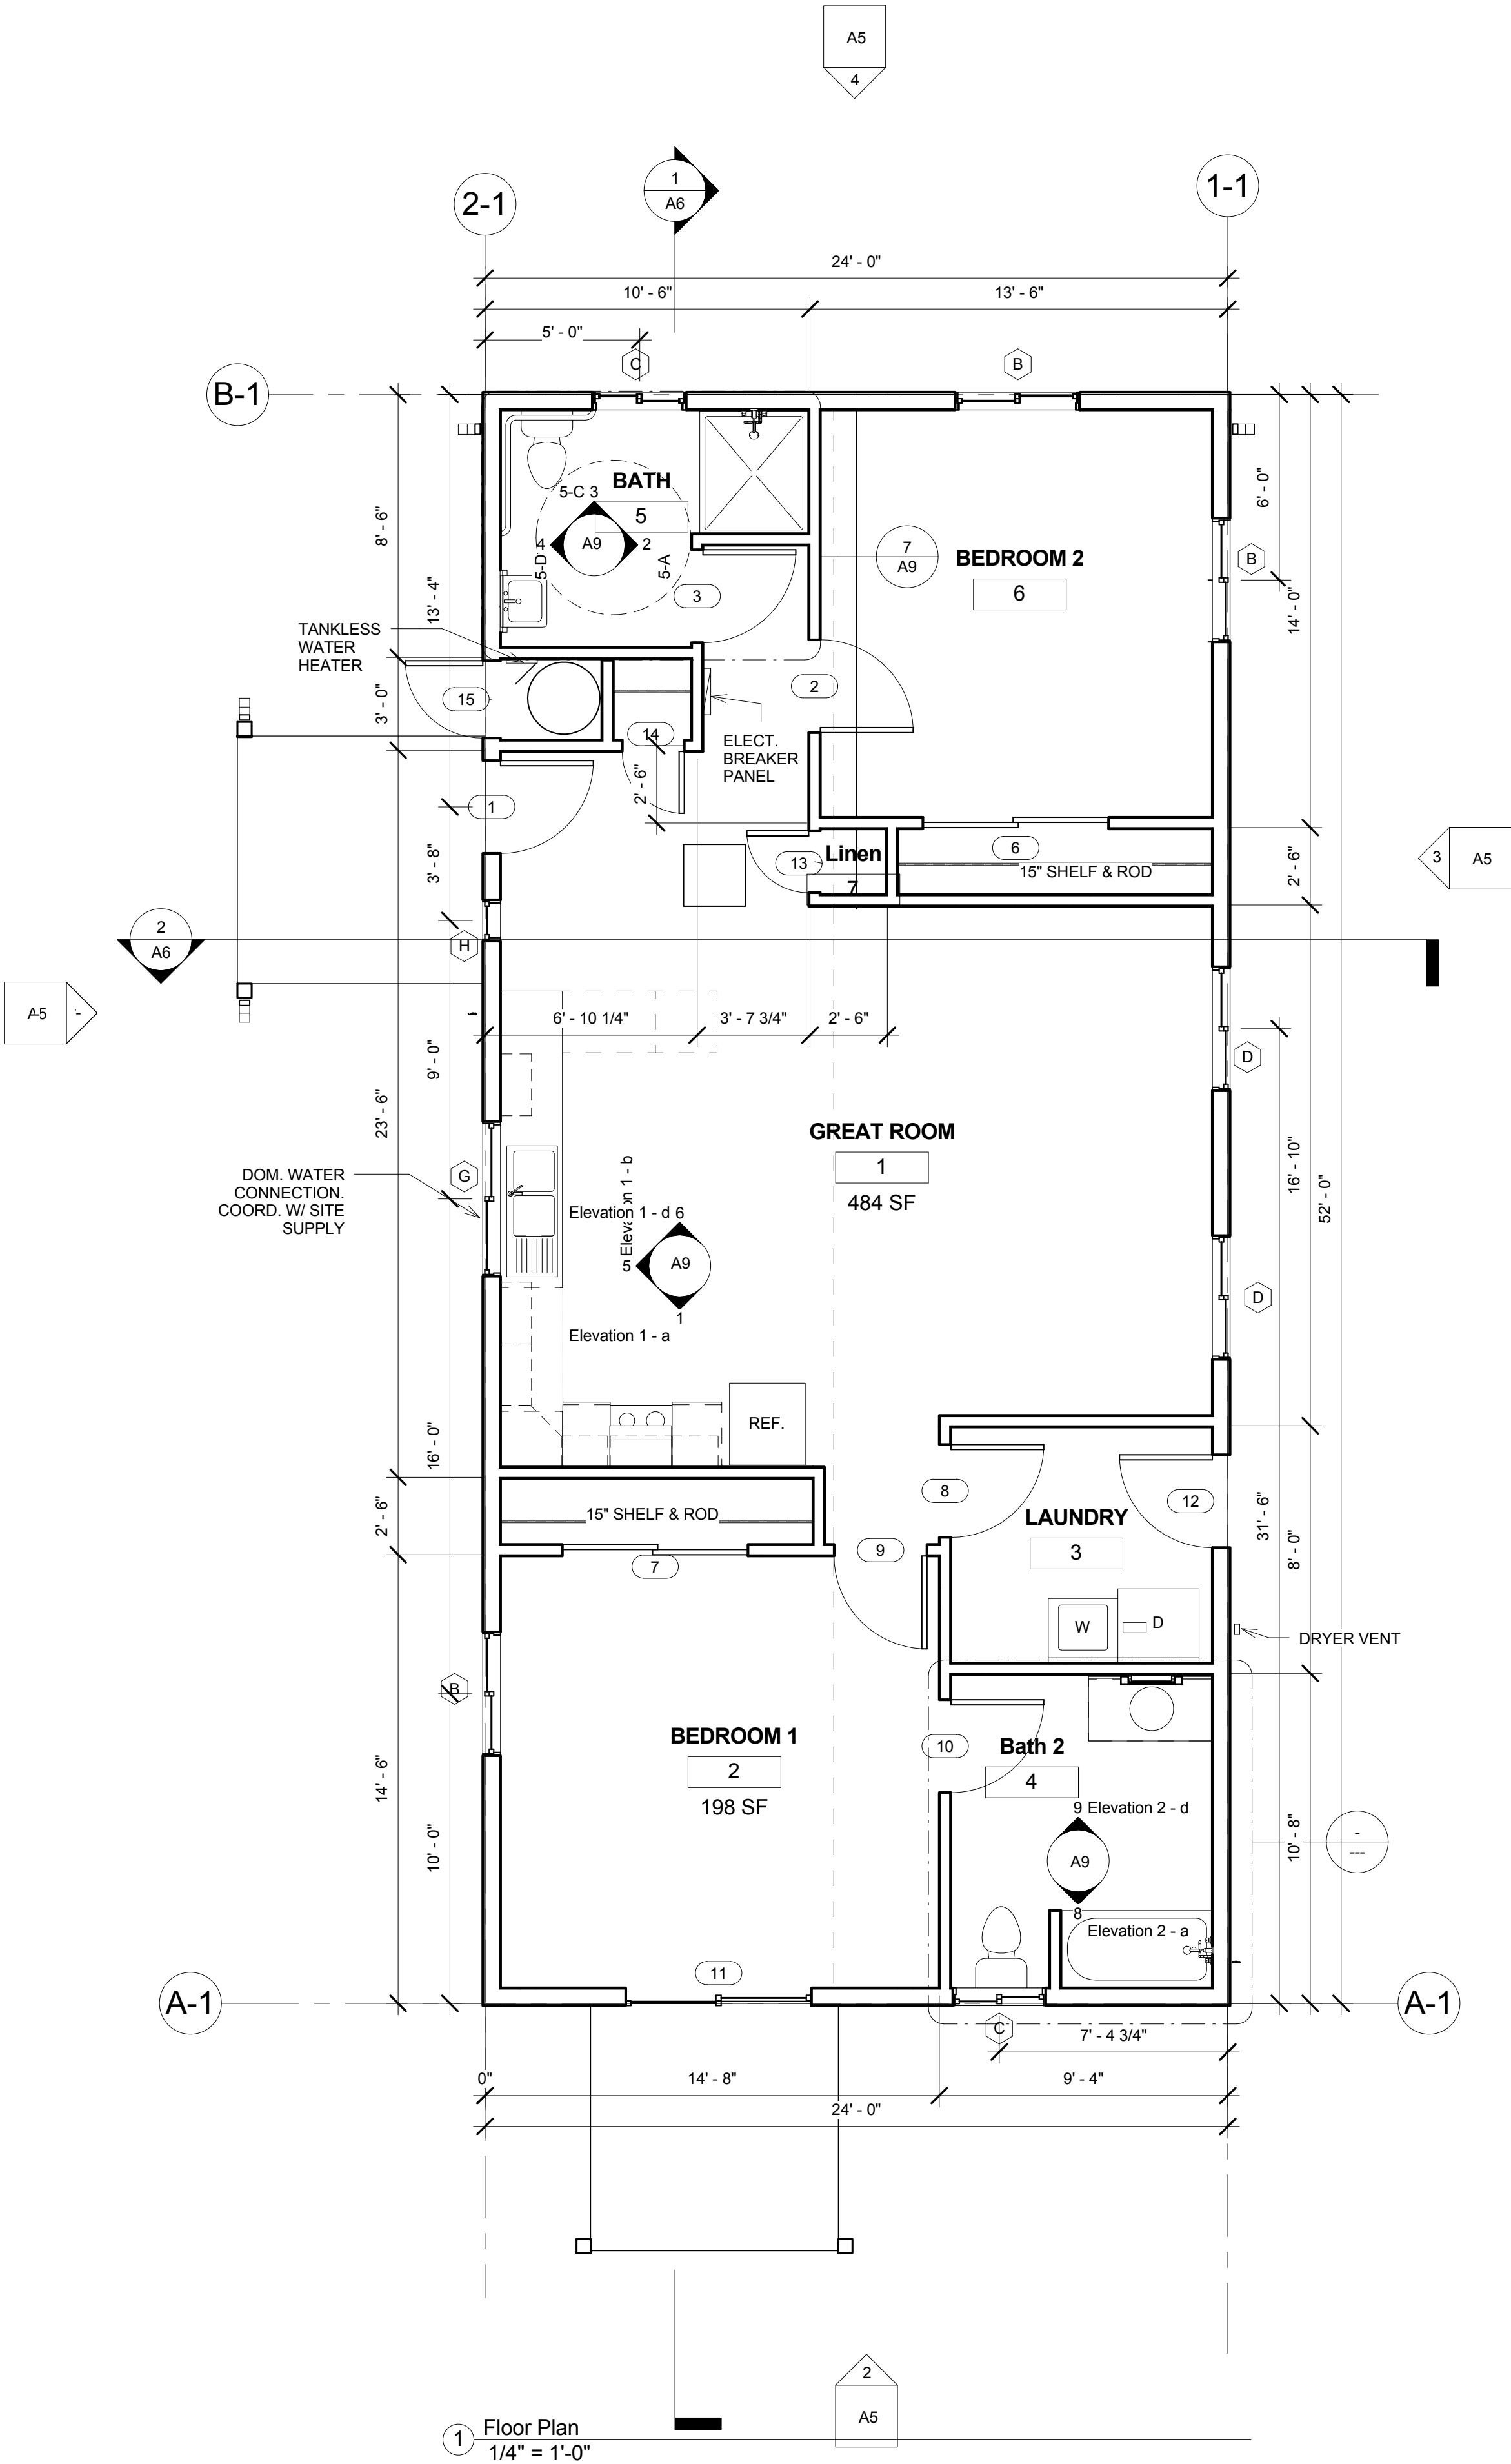 A5
4
1
A6
2-1
1-1
24' - 0"
10' - 6"
13' - 6"
5' - 0"
C
B
B-1
BATH
5-C 3
5
4
A9
2
5-D
5-A
3
8' - 6"
13' - 4"
7
A9
BEDROOM 2
6
6' - 0"
B
14' - 0"
TANKLESS
WATER
HEATER
15
3' - 0"
14
2
ELECT.
BREAKER
PANEL
2' - 6"
1
3' - 8"
13
Linen
7
6
15" SHELF & ROD
2' - 6"
3
A5
2
A6
H
A-5
-
6' - 10 1/4"
3' - 7 3/4"
2' - 6"
9' - 0"
23' - 6"
D
GREAT ROOM
1
484 SF
16' - 10"
52' - 0"
DOM. WATER
CONNECTION.
COORD. W/ SITE
SUPPLY
G
Elevation 1 - b
Elevation 1 - d 6
5
A9
1
Elevation 1 - a
D
REF.
16' - 0"
2' - 6"
15" SHELF & ROD
7
8
9
12
LAUNDRY
3
31' - 6"
8' - 0"
W
D
DRYER VENT
B
BEDROOM 1
2
198 SF
10
Bath 2
4
9 Elevation 2 - d
A9
8
Elevation 2 - a
14' - 6"
10' - 0"
10' - 8"
-
---
11
A-1
A-1
C
7' - 4 3/4"
0"
14' - 8"
9' - 4"
24' - 0"
2
A5
1
Floor Plan
1/4" = 1'-0"